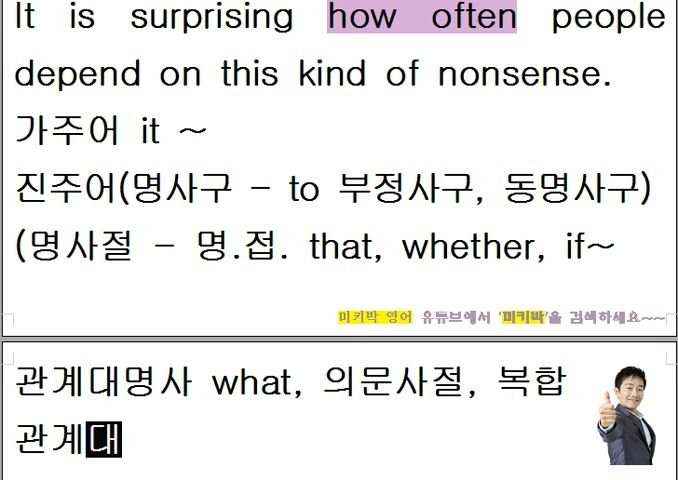 It is surprising how often people
depend on this kind of nonsense.
가주어 it ~
진주어(명사구 - to 부정사구, 동명사구)
(명사절 - 명.접. that, whether, if~
미키박 영어 유튜브에서 '미키박'을 검색하세요~~
관계대명사 what, 의문사절, 복합
관계대